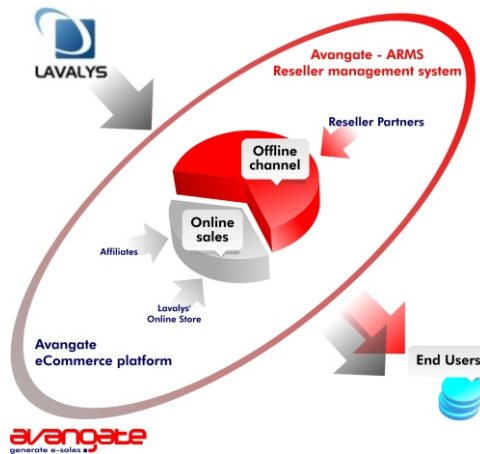 LAVALYS
Avangate - ARMS
Reseller management system
Reseller Partners
Offline
channel
Online
sales
Affiliates
Lavalys'
Online Store
Avangate
eCommerce platform
End Users
avangate
generate e-sales